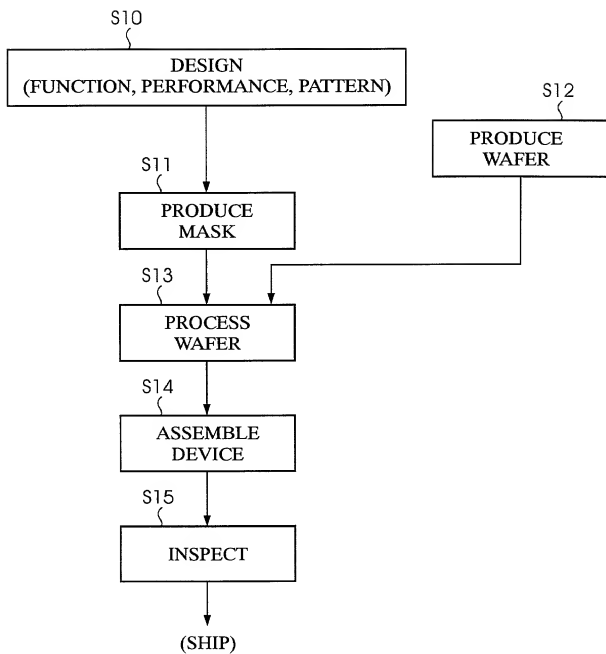 S10
DESIGN
(FUNCTION, PERFORMANCE, PATTERN)
S12
PRODUCE
WAFER
S11
PRODUCE
MASK
S13
PROCESS
WAFER
S14
ASSEMBLE
DEVICE
S15
INSPECT
(SHIP)